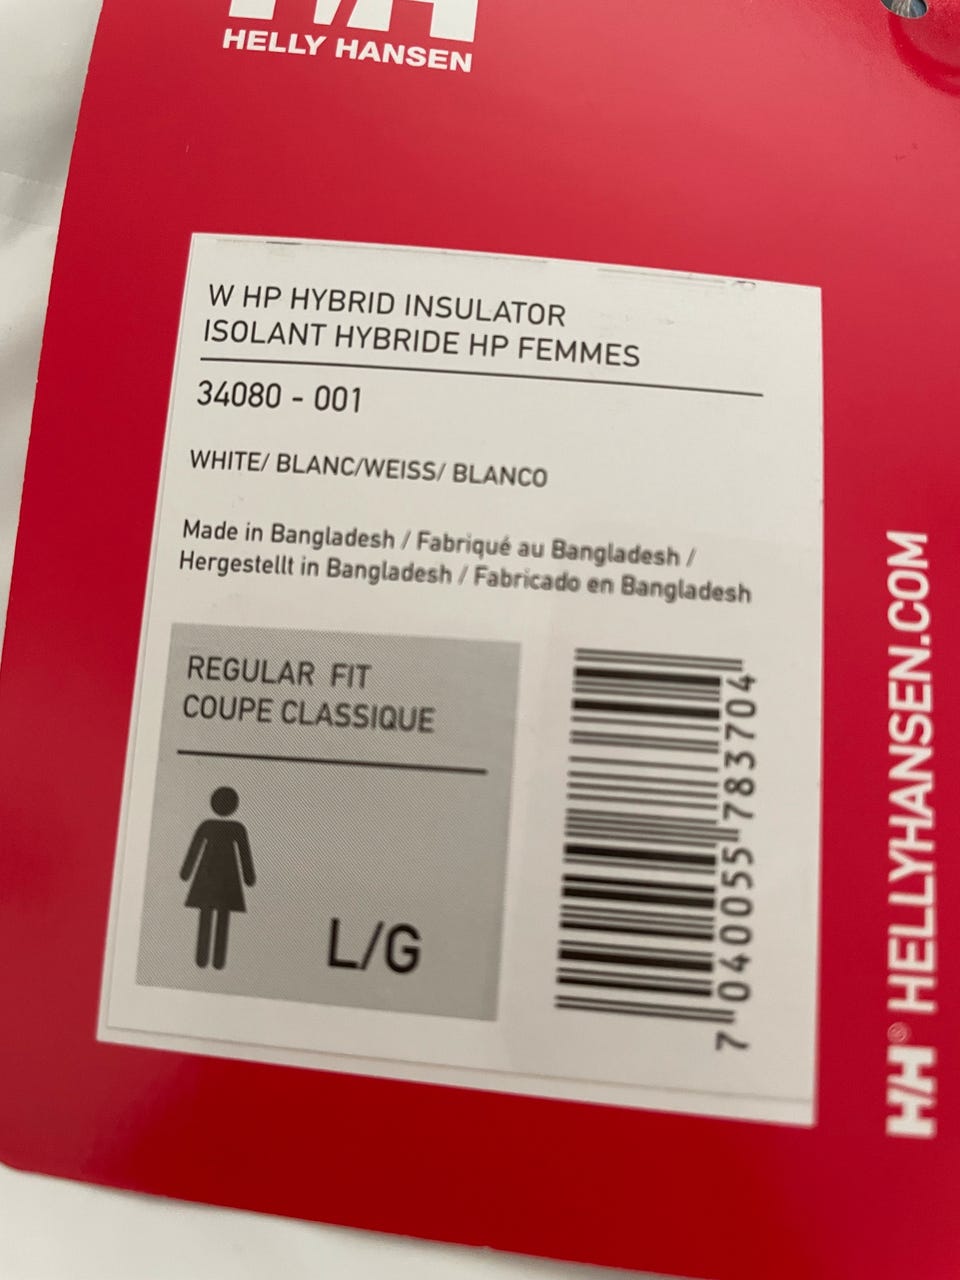 HELLY HANSEN
W HP HYBRID INSULATOR
ISOLANT HYBRIDE HP FEMMES
34080 - 001
WHITE/ BLANC/WEISS/ BLANCO
Made in Bangladesh / Fabriqué au Bangladesh /
Hergestellt in Bangladesh / Fabricado en Bangladesh
REGULAR FIT
COUPE CLASSIQUE
L/G
7 040055 783704
HH® HELLYHANSEN.COM